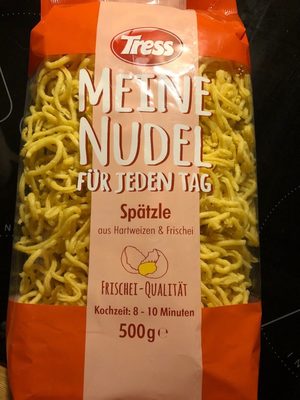 Tress
MEINE
NUDEL
FÜR JEDEN TAG
Spätzle
aus Hartweizen & Frischei
FRISCHEI-QUALITÄT
Kochzeit: 8 - 10 Minuten
500g℮